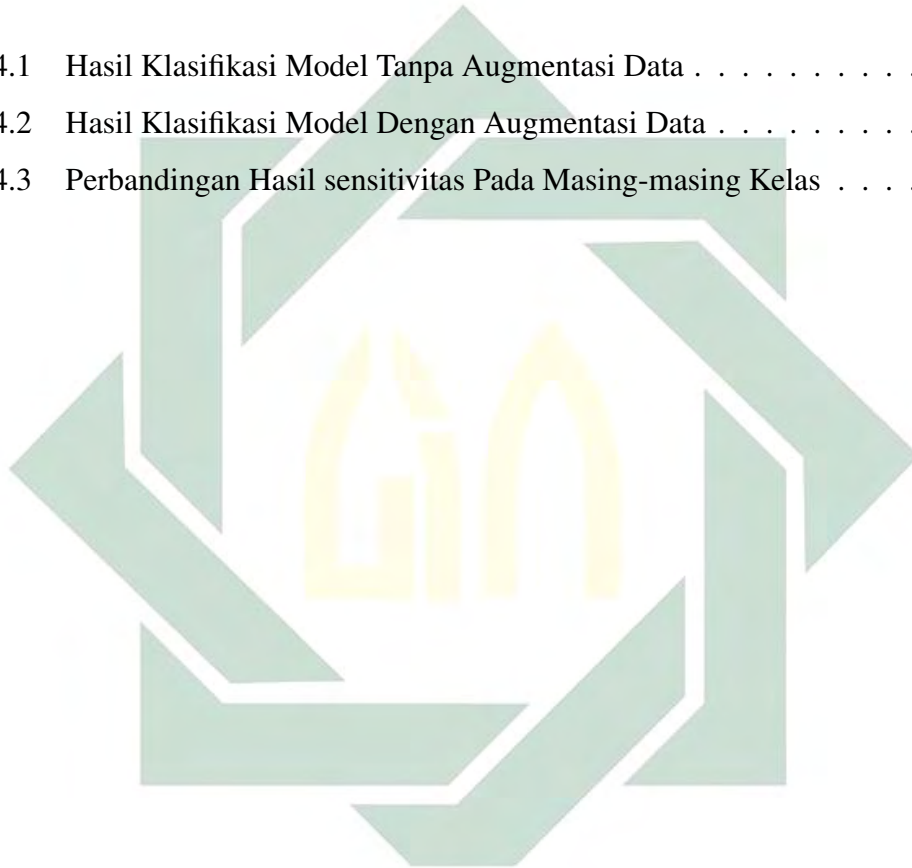 4.1 Hasil Klasifikasi Model Tanpa Augmentasi Data . . . . . . . . . .
4.2 Hasil Klasifikasi Model Dengan Augmentasi Data . . . . . . . . .
4.3 Perbandingan Hasil sensitivitas Pada Masing-masing Kelas . . . .